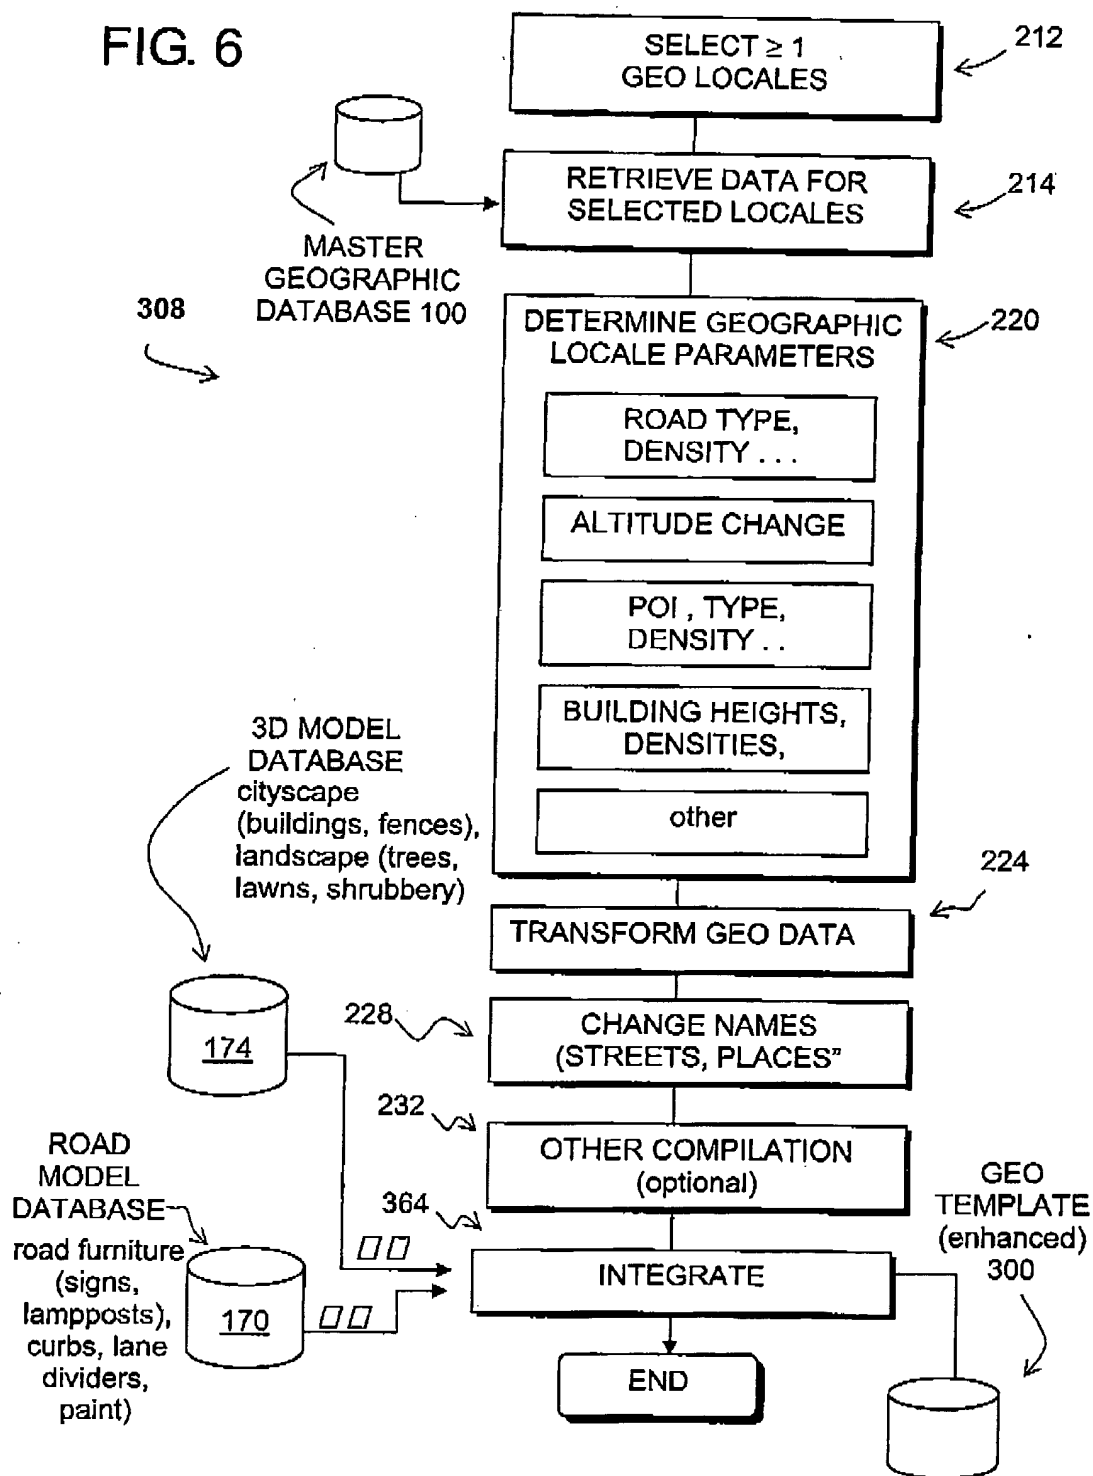 FIG. 6
SELECT ≥ 1
GEO LOCALES
212
RETRIEVE DATA FOR
SELECTED LOCALES
214
MASTER
GEOGRAPHIC
DATABASE 100
308
DETERMINE GEOGRAPHIC
LOCALE PARAMETERS
220
ROAD TYPE,
DENSITY . . .
ALTITUDE CHANGE
POI , TYPE,
DENSITY . .
BUILDING HEIGHTS,
DENSITIES,
other
3D MODEL
DATABASE
cityscape
(buildings, fences),
landscape (trees,
lawns, shrubbery)
174
224
TRANSFORM GEO DATA
228
CHANGE NAMES
(STREETS, PLACES"
232
OTHER COMPILATION
(optional)
ROAD
MODEL
DATABASE
road furniture
(signs,
lampposts),
curbs, lane
dividers,
paint)
170
364
INTEGRATE
GEO
TEMPLATE
(enhanced)
300
END